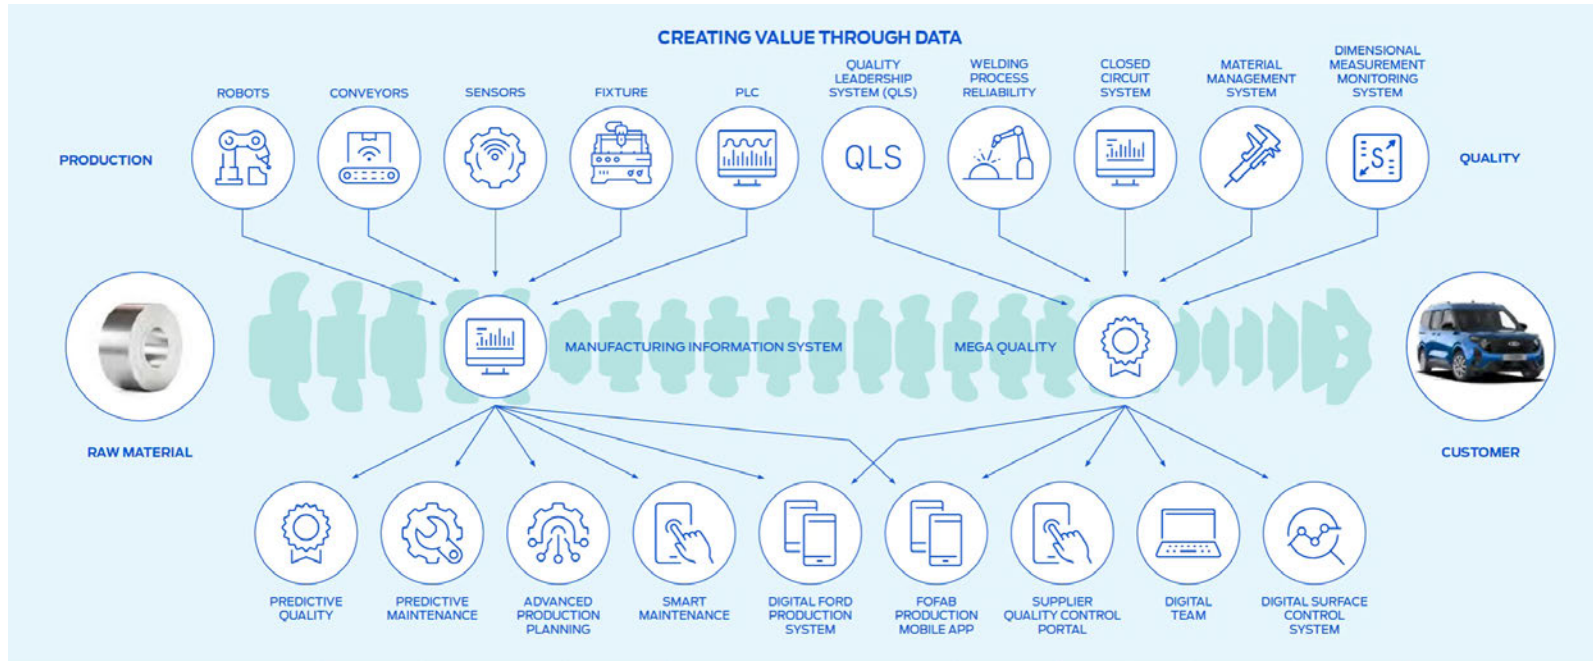 CREATING VALUE THROUGH DATA
ROBOTS
CONVEYORS
SENSORS
FIXTURE
PLC
QUALITY
LEADERSHIP
SYSTEM (QLS)
WELDING
PROCESS
RELIABILITY
CLOSED
CIRCUIT
SYSTEM
MATERIAL
MANAGEMENT
SYSTEM
DIMENSIONAL
MEASUREMENT
MONITORING
SYSTEM
PRODUCTION
QLS
S
QUALITY
MANUFACTURING INFORMATION SYSTEM
MEGA QUALITY
RAW MATERIAL
CUSTOMER
PREDICTIVE
QUALITY
PREDICTIVE
MAINTENANCE
ADVANCED
PRODUCTION
PLANNING
SMART
MAINTENANCE
DIGITAL FORD
PRODUCTION
SYSTEM
FOFAB
PRODUCTION
MOBILE APP
SUPPLIER
QUALITY CONTROL
PORTAL
DIGITAL
TEAM
DIGITAL SURFACE
CONTROL
SYSTEM